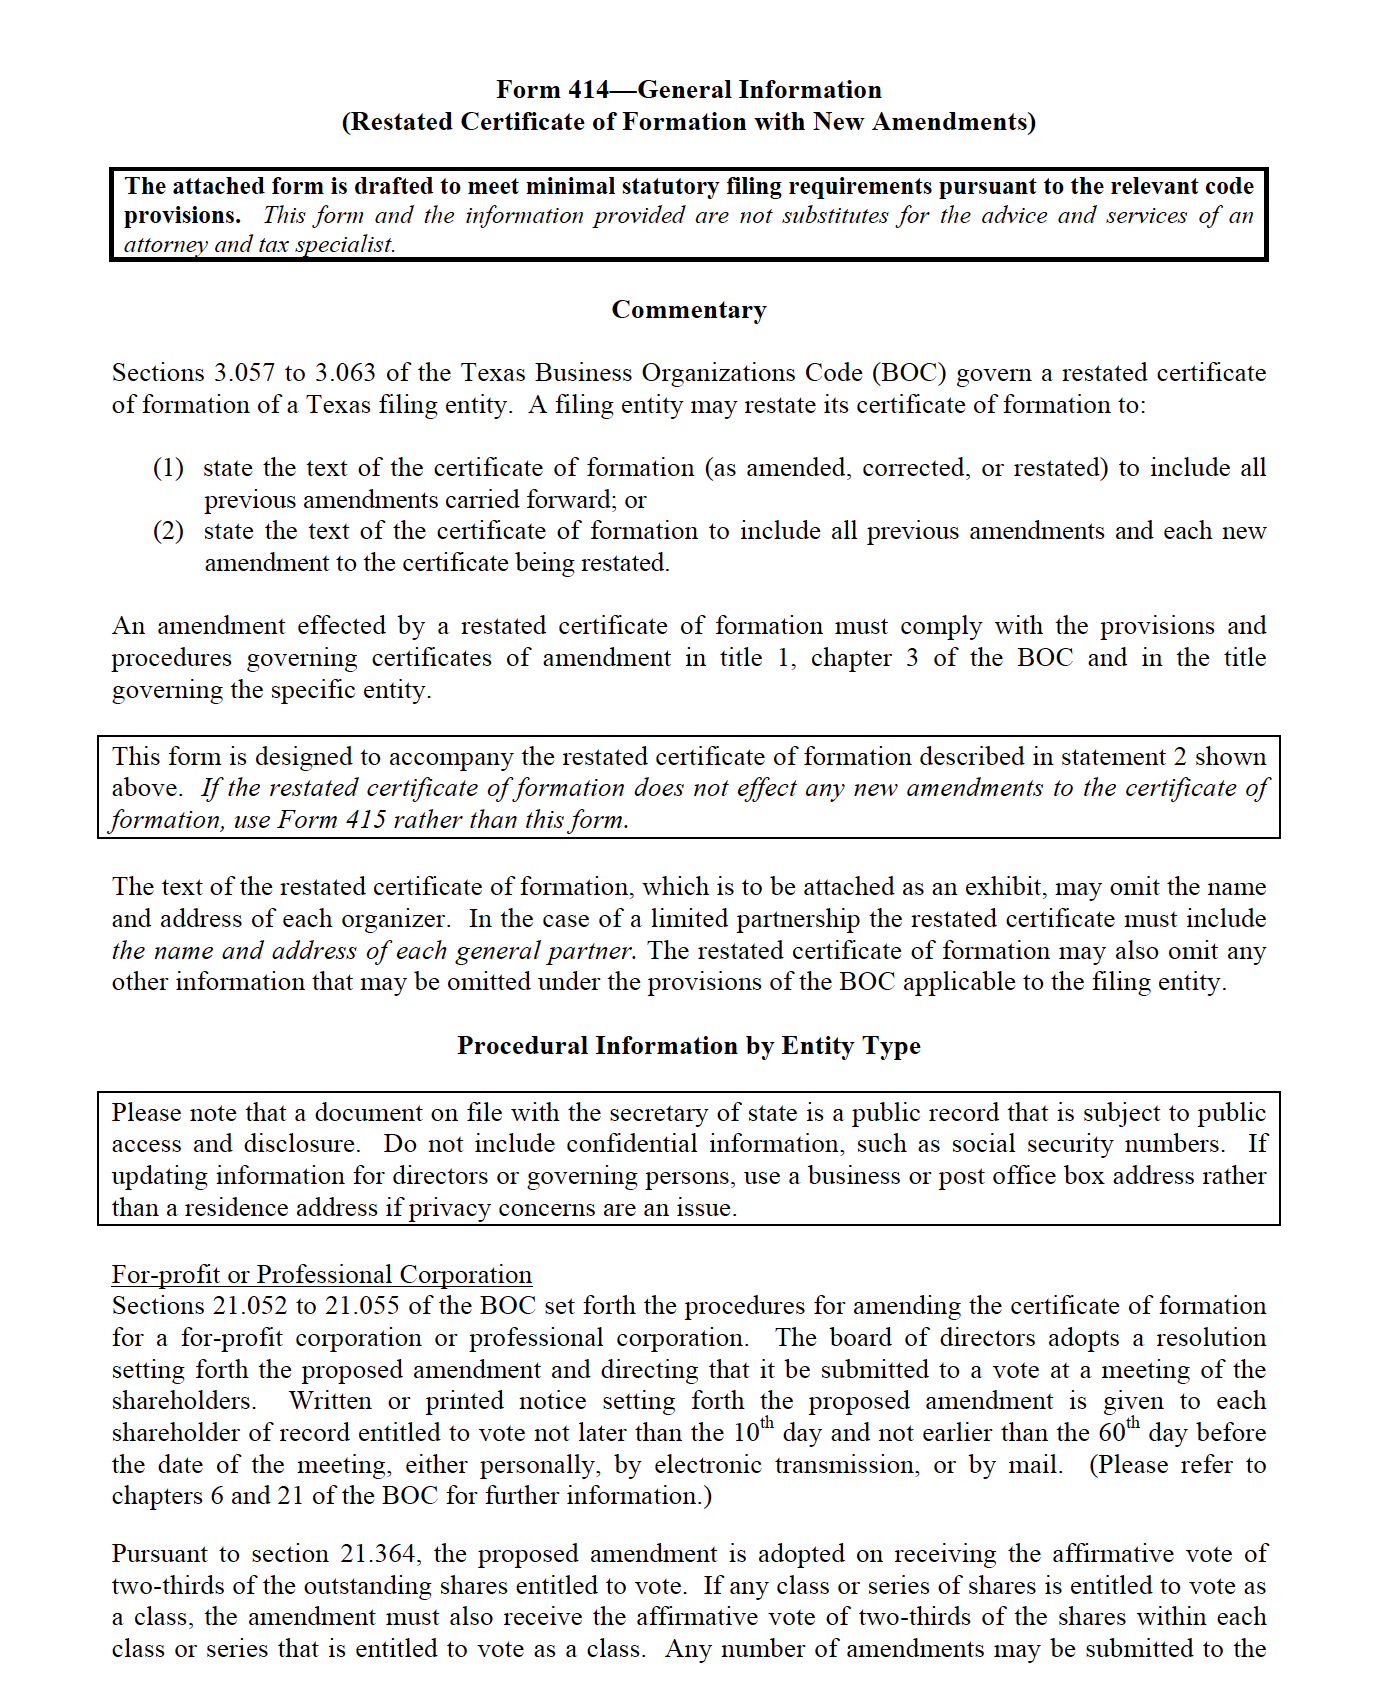 Form 414—General Information
(Restated Certificate of Formation with New Amendments)
The attached form is drafted to meet minimal statutory filing requirements pursuant to the relevant code
provisions. This form and the information provided are not substitutes for the advice and services of an
attorney and tax specialist.
Commentary
Sections 3.057 to 3.063 of the Texas Business Organizations Code (BOC) govern a restated certificate
of formation of a Texas filing entity. A filing entity may restate its certificate of formation to:
(1) state the text of the certificate of formation (as amended, corrected, or restated) to include all
previous amendments carried forward; or
(2) state the text of the certificate of formation to include all previous amendments and each new
amendment to the certificate being restated.
An amendment effected by a restated certificate of formation must comply with the provisions and
procedures governing certificates of amendment in title 1, chapter 3 of the BOC and in the title
governing the specific entity.
This form is designed to accompany the restated certificate of formation described in statement 2 shown
above. If the restated certificate of formation does not effect any new amendments to the certificate of
formation, use Form 415 rather than this form.
The text of the restated certificate of formation, which is to be attached as an exhibit, may omit the name
and address of each organizer. In the case of a limited partnership the restated certificate must include
the name and address of each general partner. The restated certificate of formation may also omit any
other information that may be omitted under the provisions of the BOC applicable to the filing entity.
Procedural Information by Entity Type
Please note that a document on file with the secretary of state is a public record that is subject to public
access and disclosure. Do not include confidential information, such as social security numbers. If
updating information for directors or governing persons, use a business or post office box address rather
than a residence address if privacy concerns are an issue.
For-profit or Professional Corporation
Sections 21.052 to 21.055 of the BOC set forth the procedures for amending the certificate of formation
for a for-profit corporation or professional corporation. The board of directors adopts a resolution
setting forth the proposed amendment and directing that it be submitted to a vote at a meeting of the
shareholders. Written or printed notice setting forth the proposed amendment is given to each
shareholder of record entitled to vote not later than the 10th day and not earlier than the 60th day before
the date of the meeting, either personally, by electronic transmission, or by mail. (Please refer to
chapters 6 and 21 of the BOC for further information.)
Pursuant to section 21.364, the proposed amendment is adopted on receiving the affirmative vote of
two-thirds of the outstanding shares entitled to vote. If any class or series of shares is entitled to vote as
a class, the amendment must also receive the affirmative vote of two-thirds of the shares within each
class or series that is entitled to vote as a class. Any number of amendments may be submitted to the